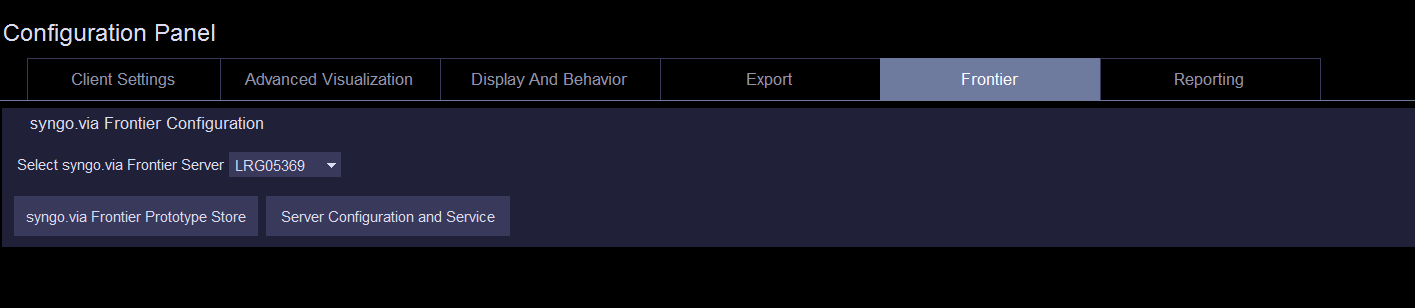 Configuration Panel
Client Settings Advanced Visualization Display And Behavior Export Frontier Reporting
syngo.via Frontier Configuration
Select syngo.via Frontier Server LRG05369
syngo.via Frontier Prototype Store Server Configuration and Service